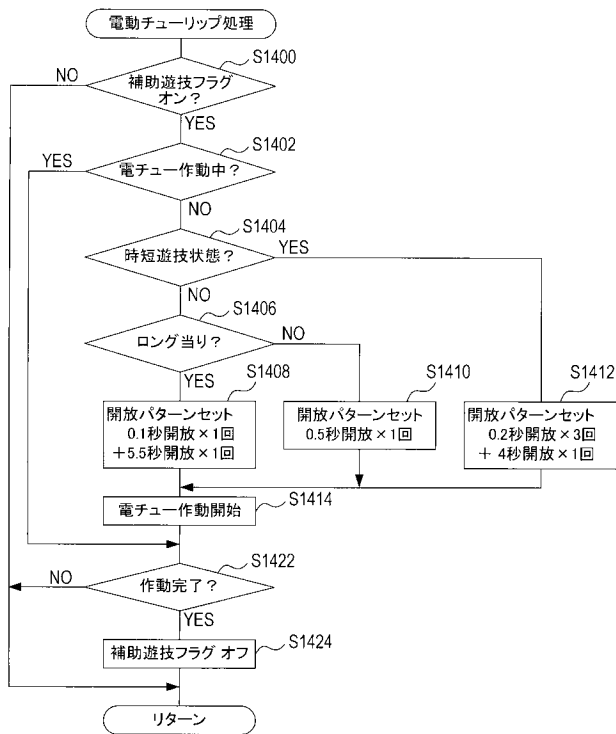 電動チューリップ処理
S1400
補助遊技フラグ
オン?
NO
YES
S1402
電チュー作動中?
YES
NO
S1404
時短遊技状態?
YES
NO
S1406
ロング当り?
NO
YES
S1408
開放パターンセット
0.1秒開放×1回
+5.5秒開放×1回
S1410
開放パターンセット
0.5秒開放×1回
S1412
開放パターンセット
0.2秒開放×3回
+ 4秒開放×1回
S1414
電チュー作動開始
S1422
作動完了?
NO
YES
S1424
補助遊技フラグ オフ
リターン